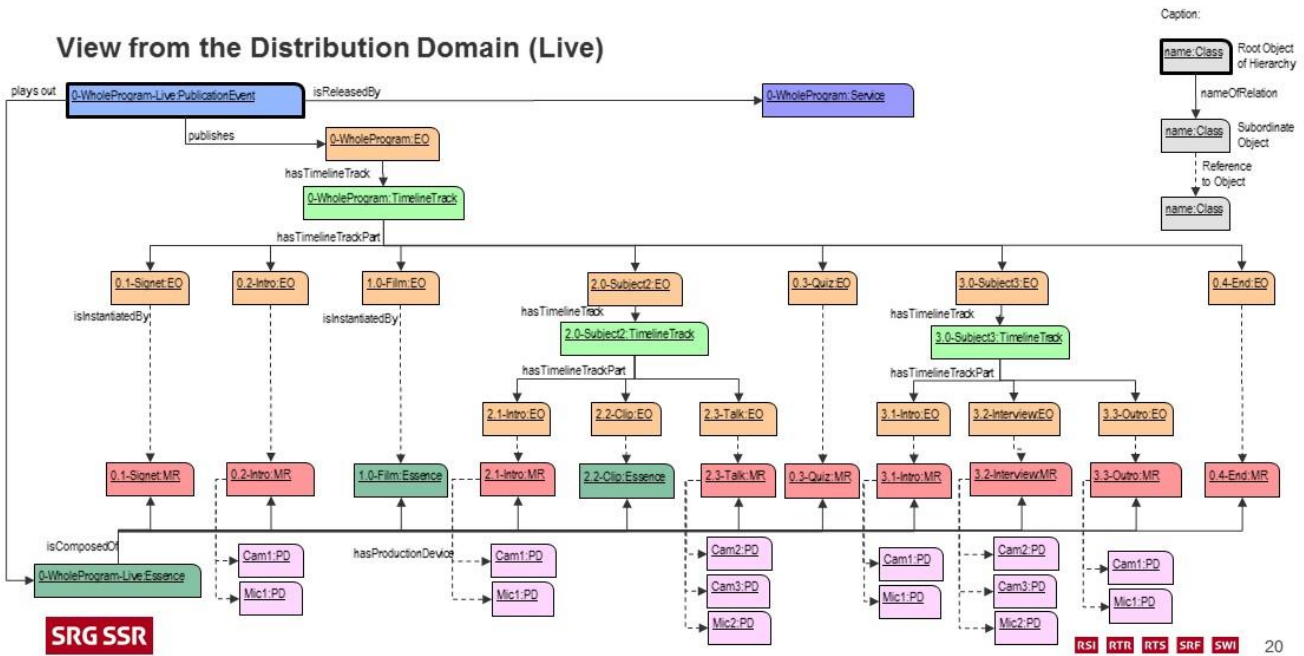 Caption:
View from the Distribution Domain (Live)
name:Class
Root Object
of Hierarchy
nameOfRelation
name:Class
Subordinate
Object
Reference
to Object
name:Class
plays out
0-WholeProgram-Live:PublicationEvent
isReleasedBy
0-WholeProgram:Service
publishes
0-WholeProgram:EO
hasTimelineTrack
0-WholeProgram:TimelineTrack
hasTimelineTrackPart
0.1-Signet:EO
0.2-Intro:EO
1.0-Film:EO
2.0-Subject2:EO
0.3-Quiz:EO
3.0-Subject3:EO
0.4-End:EO
isInstantiatedBy
isInstantiatedBy
hasTimelineTrack
hasTimelineTrack
2.0-Subject2:TimelineTrack
3.0-Subject3:TimelineTrack
hasTimelineTrackPart
hasTimelineTrackPart
2.1-Intro:EO
2.2-Clip:EO
2.3-Talk:EO
3.1-Intro:EO
3.2-Interview:EO
3.3-Outro:EO
0.1-Signet:MR
0.2-Intro:MR
1.0-Film:Essence
2.1-Intro:MR
2.2-Clip:Essence
2.3-Talk:MR
0.3-Quiz:MR
3.1-Intro:MR
3.2-Interview:MR
3.3-Outro:MR
0.4-End:MR
isComposedOf
hasProductionDevice
0-WholeProgram-Live:Essence
Cam1:PD
Mic1:PD
Cam1:PD
Mic1:PD
Cam2:PD
Cam3:PD
Mic2:PD
Cam1:PD
Mic1:PD
Cam2:PD
Cam3:PD
Mic2:PD
Cam1:PD
Mic1:PD
SRG SSR
RSI RTR RTS SRF SWI 20